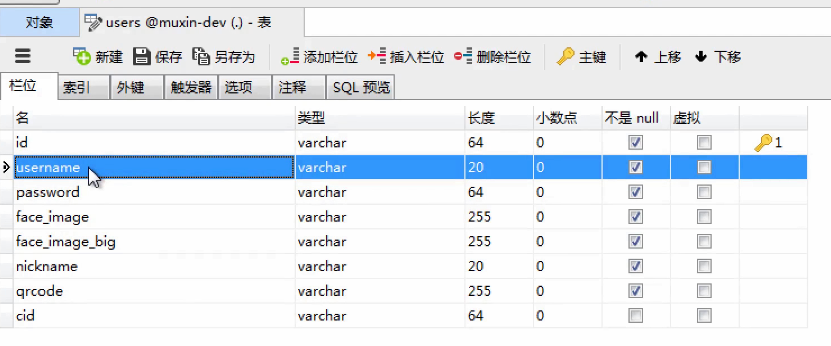 对象 users @muxin-dev (.) - 表
新建 保存 另存为 添加栏位 插入栏位 删除栏位 主键 上移 下移
栏位 索引 外键 触发器 选项 注释 SQL 预览
名 类型 长度 小数点 不是 null 虚拟
id varchar 64 0 1
username varchar 20 0
password varchar 64 0
face_image varchar 255 0
face_image_big varchar 255 0
nickname varchar 20 0
qrcode varchar 255 0
cid varchar 64 0